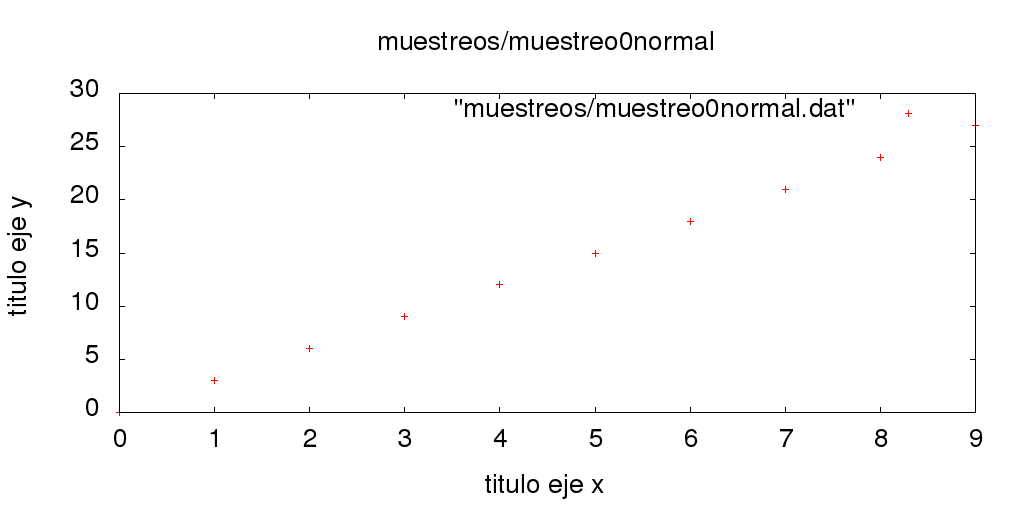 muestreos/muestreo0normal
"muestreos/muestreo0normal.dat"
30
25
20
15
10
5
0
titulo eje y
0 1 2 3 4 5 6 7 8 9
titulo eje x